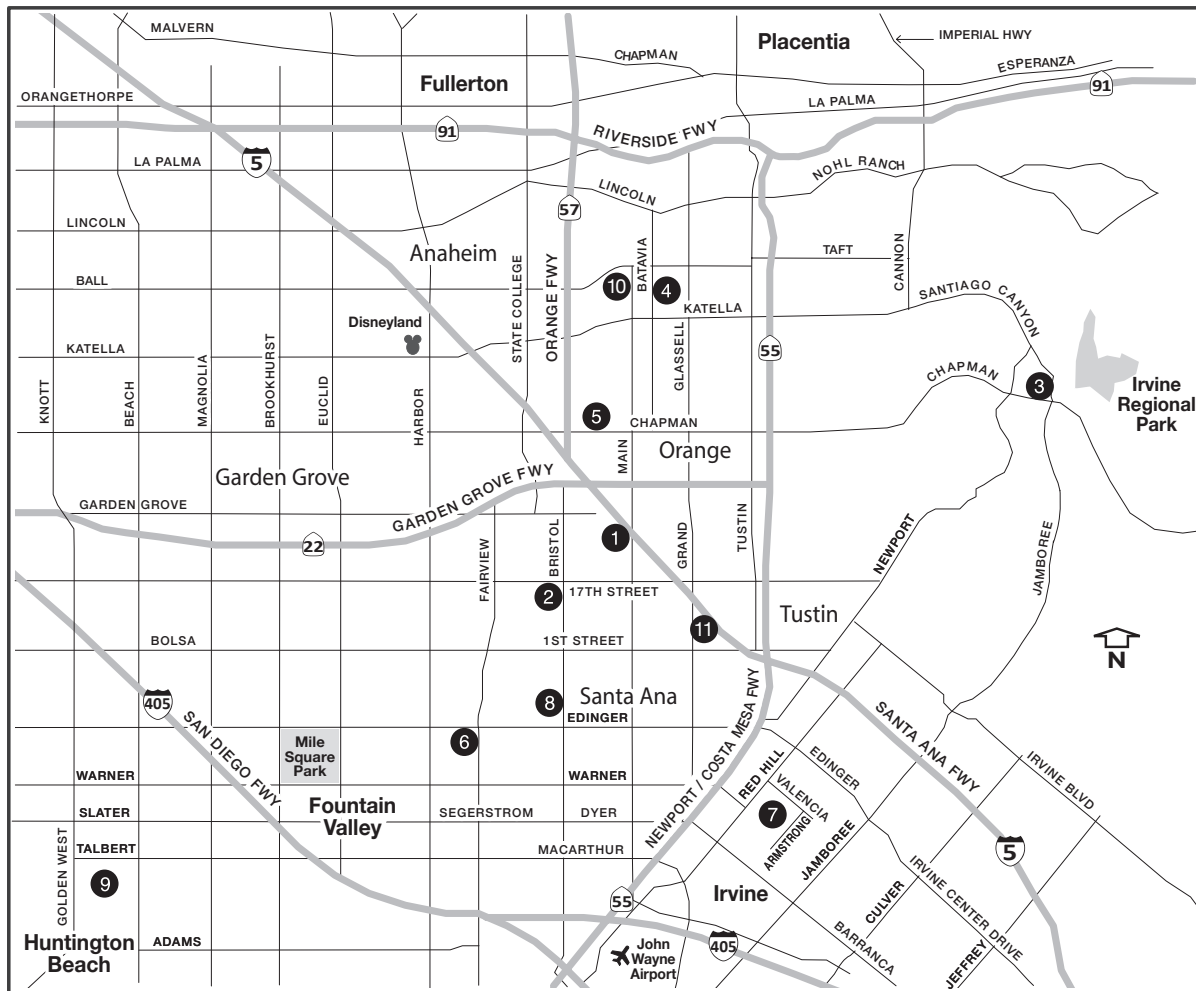 MALVERN
CHAPMAN
Placentia
IMPERIAL HWY
ESPERANZA
Fullerton
ORANGETHORPE
LA PALMA
91
91
RIVERSIDE FWY
LA PALMA
5
NOHL RANCH
LINCOLN
57
LINCOLN
Anaheim
STATE COLLEGE
ORANGE FWY
BATAVIA
TAFT
CANNON
BALL
10
4
KATELLA
SANTIAGO CANYON
Disneyland
KATELLA
GLASSELL
55
KNOTT
BEACH
MAGNOLIA
BROOKHURST
EUCLID
HARBOR
CHAPMAN
3
Irvine
Regional
Park
5
CHAPMAN
MAIN
Orange
Garden Grove
GARDEN GROVE FWY
GARDEN GROVE
22
FAIRVIEW
BRISTOL
1
GRAND
TUSTIN
NEWPORT
JAMBOREE
2
17TH STREET
Tustin
11
BOLSA
1ST STREET
N
405
SAN DIEGO FWY
8
Santa Ana
EDINGER
NEWPORT / COSTA MESA FWY
SANTA ANA FWY
6
Mile
Square
Park
EDINGER
IRVINE BLVD
WARNER
WARNER
RED HILL
VALENCIA
SLATER
Fountain
Valley
SEGERSTROM
DYER
7
ARMSTRONG
JAMBOREE
TALBERT
MACARTHUR
5
GOLDEN WEST
9
55
Irvine
CULVER
IRVINE CENTER DRIVE
BARRANCA
JEFFREY
Huntington
Beach
ADAMS
John
Wayne
Airport
405